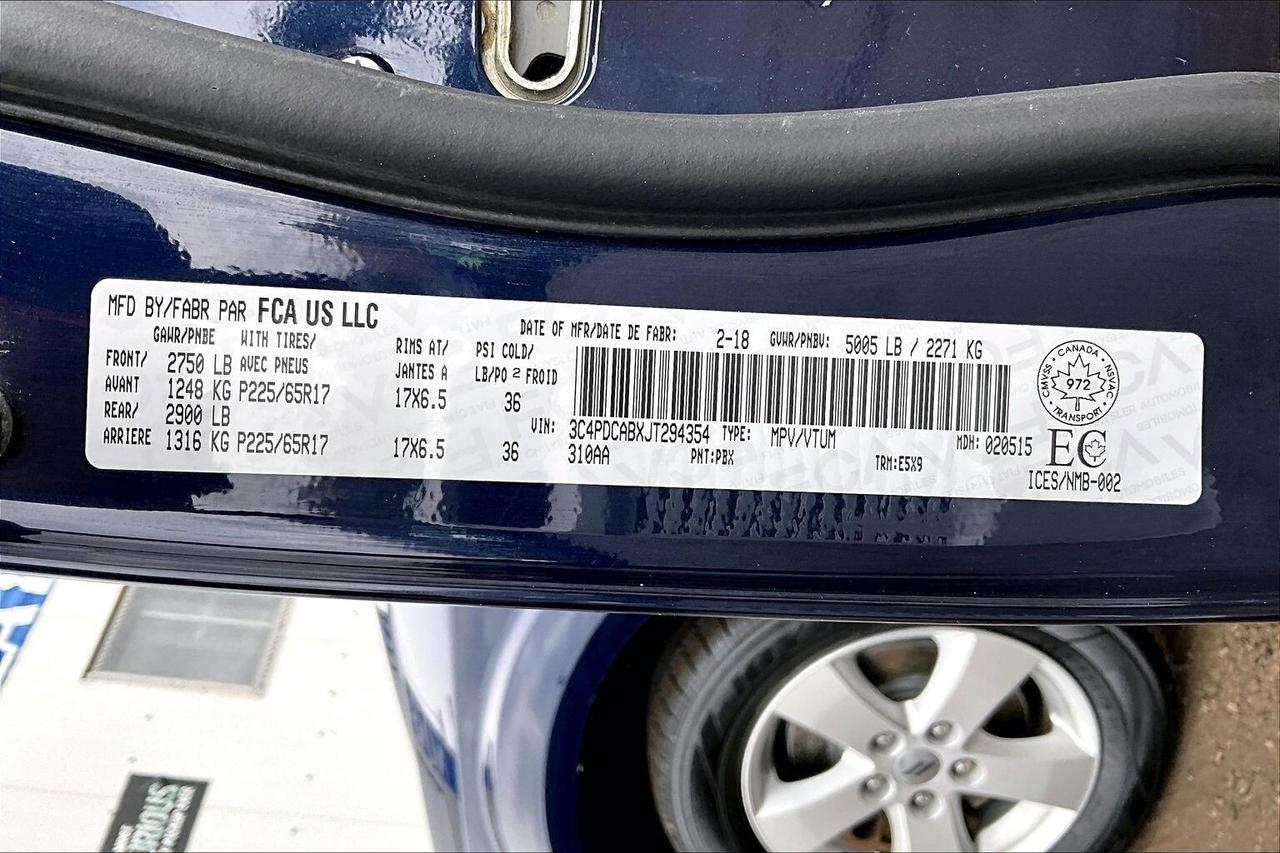 MFD BY/FABR PAR FCA US LLC
DATE OF MFR/DATE DE FABR: 2-18 GVWR/PNBV: 5005 LB / 2271 KG
GAWR/PNBE WITH TIRES/ RIMS AT/ PSI COLD/
FRONT/ 2750 LB AVEC PNEUS JANTES A LB/PO 2 FROID
AVANT 1248 KG P225/65R17 17X6.5 36
REAR/ 2900 LB
ARRIERE 1316 KG P225/65R17 17X6.5 36
VIN: 3C4PDCABXJT294354 TYPE: MPV/VTUM MDH: 020515
310AA PNT:PBX TRM:E5X9
CANADA
CMVSS NSVAC
972
TRANSPORT
EC
ICES/NMB-002